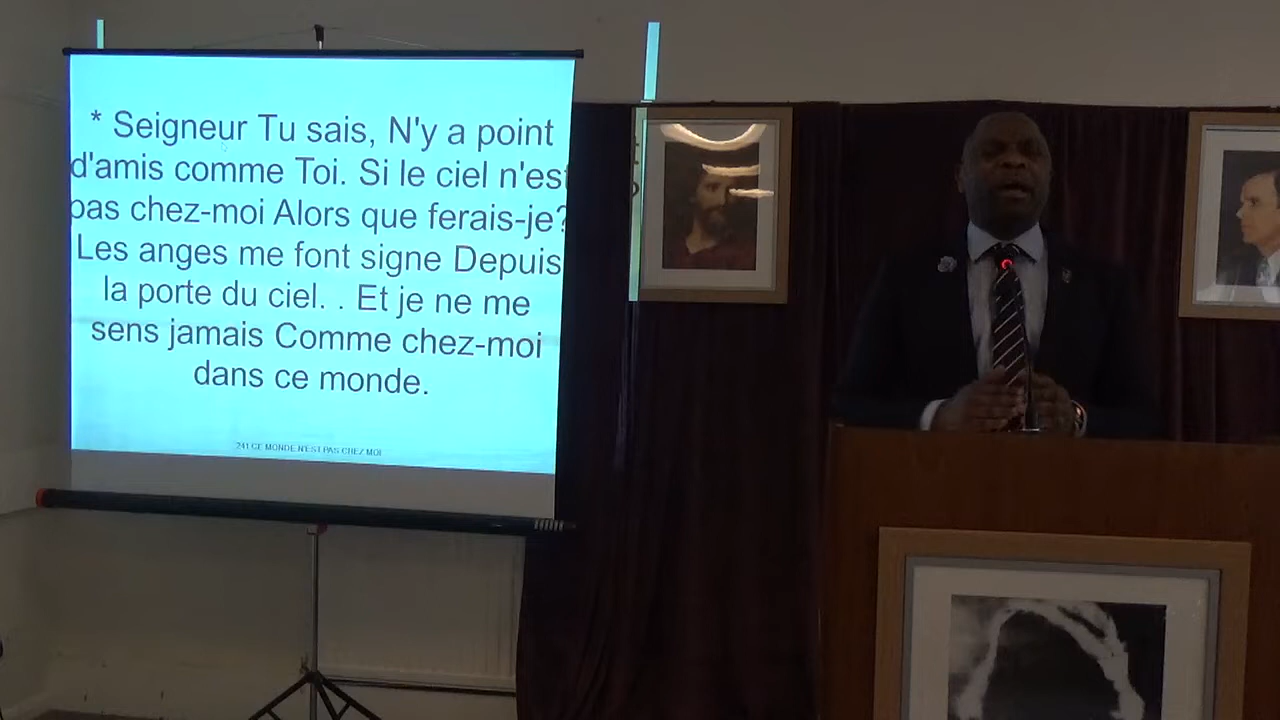 * Seigneur Tu sais, N'y a point
d'amis comme Toi. Si le ciel n'est
pas chez-moi Alors que ferais-je?
Les anges me font signe Depuis
la porte du ciel. . Et je ne me
sens jamais Comme chez-moi
dans ce monde.
241 CE MONDE N'EST PAS CHEZ MOI